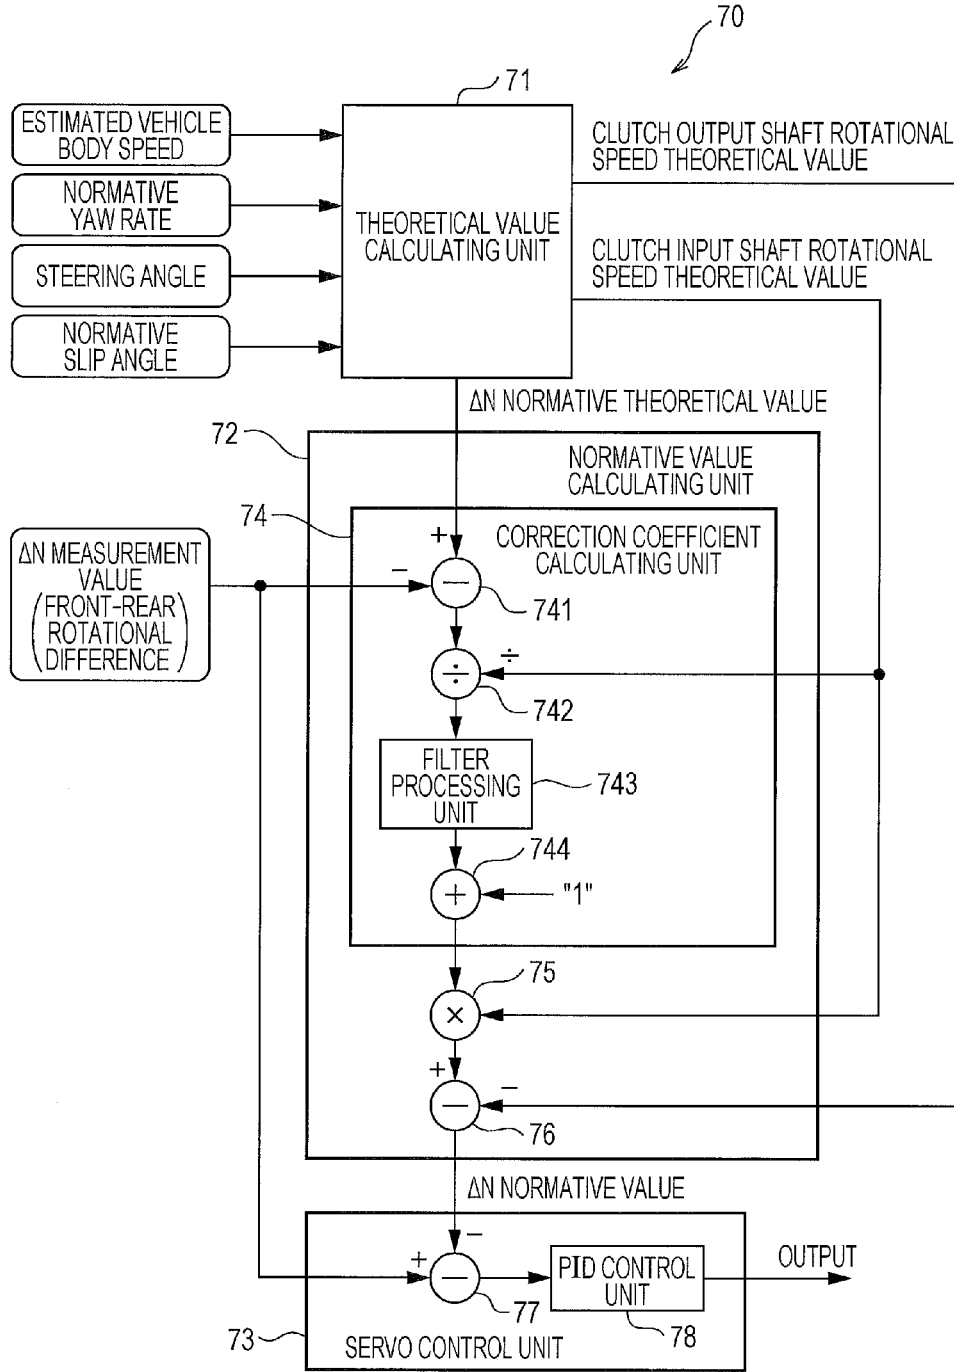 70
71
ESTIMATED VEHICLE
BODY SPEED
NORMATIVE
YAW RATE
STEERING ANGLE
NORMATIVE
SLIP ANGLE
THEORETICAL VALUE
CALCULATING UNIT
CLUTCH OUTPUT SHAFT ROTATIONAL
SPEED THEORETICAL VALUE
CLUTCH INPUT SHAFT ROTATIONAL
SPEED THEORETICAL VALUE
ΔN NORMATIVE THEORETICAL VALUE
72
NORMATIVE VALUE
CALCULATING UNIT
74
CORRECTION COEFFICIENT
CALCULATING UNIT
ΔN MEASUREMENT
VALUE
(FRONT-REAR
ROTATIONAL
DIFFERENCE)
+
-
—
741
÷
÷
742
FILTER
PROCESSING
UNIT
743
744
+
"1"
75
×
+
-
—
76
ΔN NORMATIVE VALUE
-
+
—
77
PID CONTROL
UNIT
78
OUTPUT
73
SERVO CONTROL UNIT